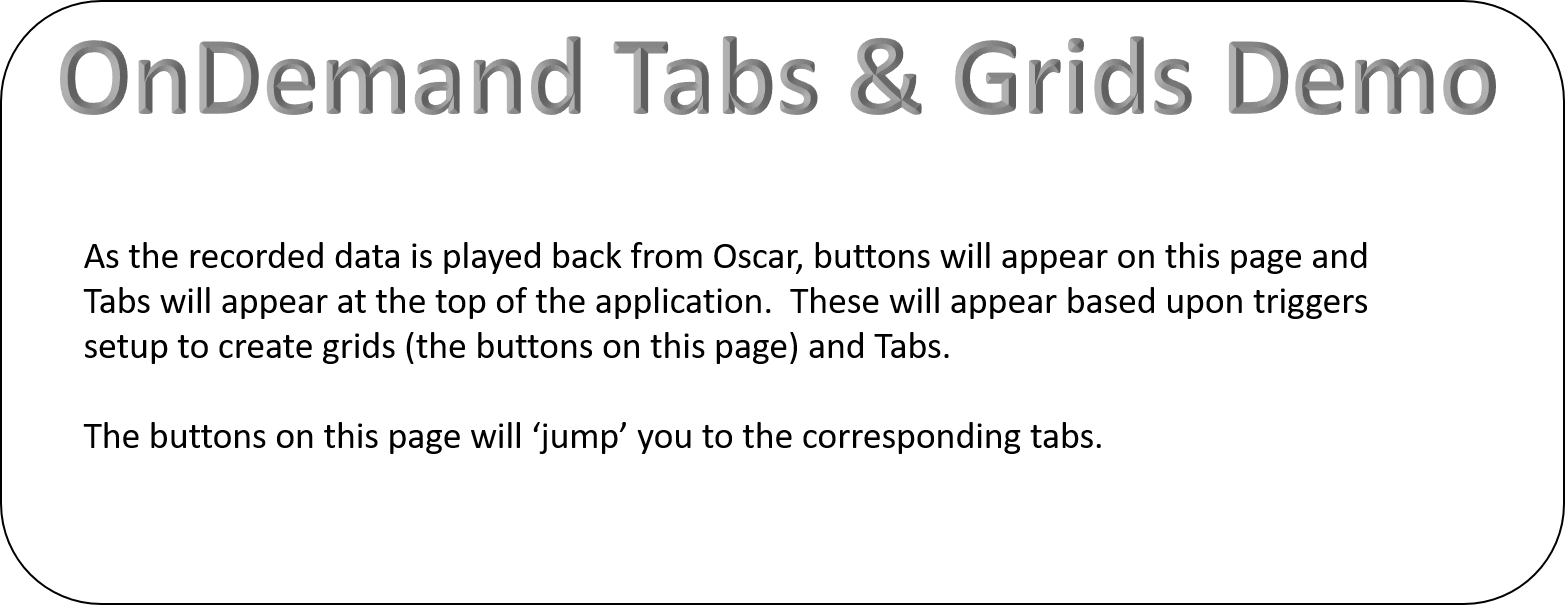 OnDemand Tabs & Grids Demo
As the recorded data is played back from Oscar, buttons will appear on this page and
Tabs will appear at the top of the application.  These will appear based upon triggers
setup to create grids (the buttons on this page) and Tabs.
The buttons on this page will ‘jump’ you to the corresponding tabs.